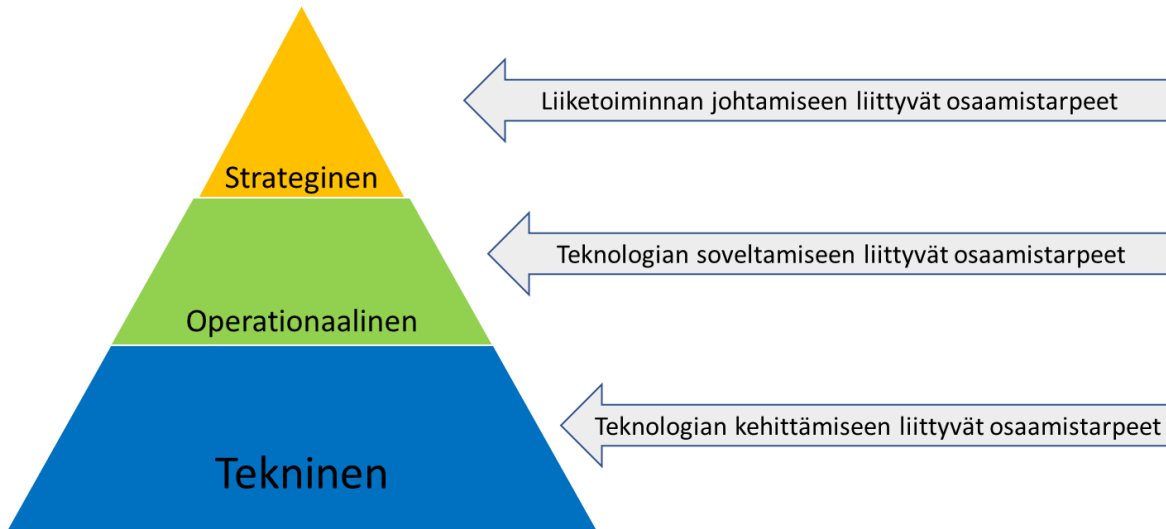 Liiketoiminnan johtamiseen liittyvät osaamistarpeet
Strateginen
Teknologian soveltamiseen liittyvät osaamistarpeet
Operationaalinen
Teknologian kehittämiseen liittyvät osaamistarpeet
Tekninen